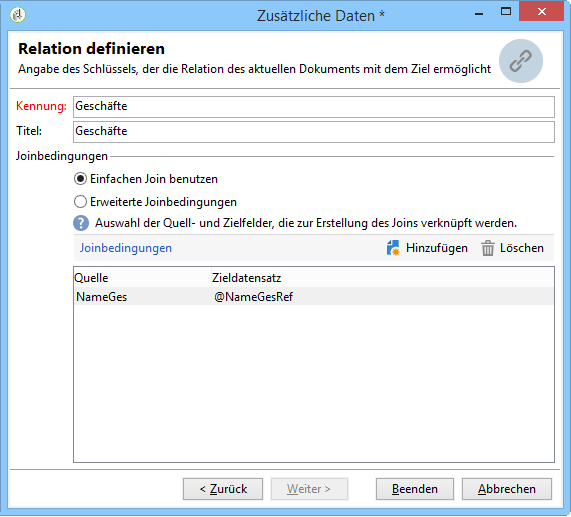 Zusätzliche Daten *
Relation definieren
Angabe des Schlüssels, der die Relation des aktuellen Dokuments mit dem Ziel ermöglicht
Kennung: Geschäfte
Titel: Geschäfte
Joinbedingungen
Einfachen Join benutzen
Erweiterte Joinbedingungen
? Auswahl der Quell- und Zielfelder, die zur Erstellung des Joins verknüpft werden.
Joinbedingungen Hinzufügen Löschen
Quelle Zieldatensatz
NameGes @NameGesRef
< Zurück Weiter > Beenden Abbrechen